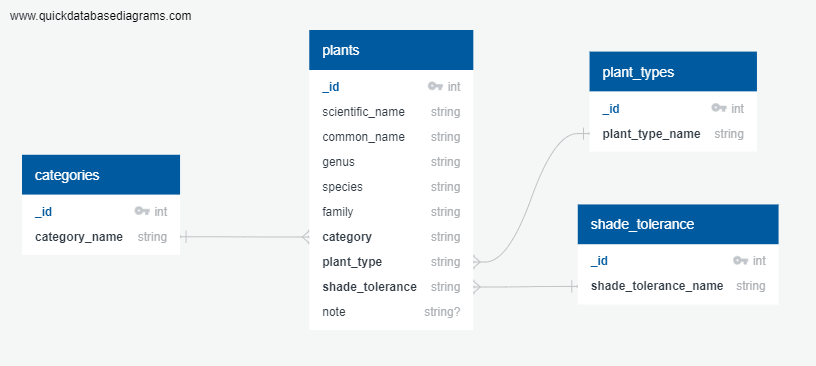 www.quickdatabasediagrams.com
plants
_id int
scientific_name string
common_name string
genus string
species string
family string
category string
plant_type string
shade_tolerance string
note string?
plant_types
_id int
plant_type_name string
categories
_id int
category_name string
shade_tolerance
_id int
shade_tolerance_name string